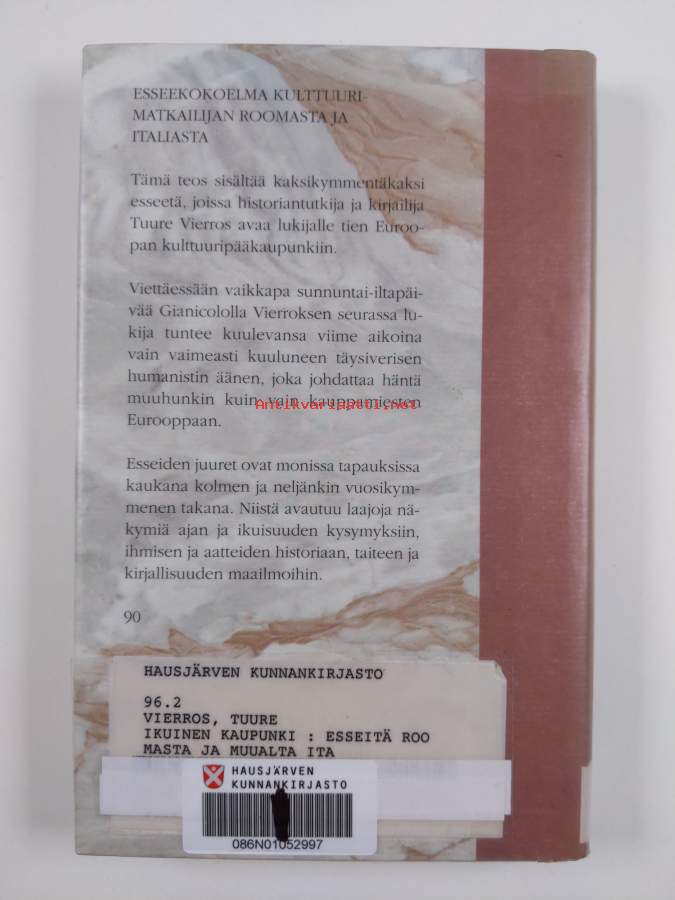 ESSEEKOKOELMA KULTTUURI-
MATKAILIJAN ROOMASTA JA
ITALIASTA
Tämä teos sisältää kaksikymmentäkaksi
esseetä, joissa historiantutkija ja kirjailija
Tuure Vierros avaa lukijalle tien Euroo-
pan kulttuuripääkaupunkiin.
Viettäessään vaikkapa sunnuntai-iltapäi-
vää Gianicololla Vierroksen seurassa lu-
kija tuntee kuulevansa viime aikoina
vain vaimeasti kuuluneen täysiverisen
humanistin äänen, joka johdattaa häntä
muuhunkin kuin vain kauppamiesten
Antikvariaatti.net
Eurooppaan.
Esseiden juuret ovat monissa tapauksissa
kaukana kolmen ja neljänkin vuosikym-
menen takana. Niistä avautuu laajoja nä-
kymiä ajan ja ikuisuuden kysymyksiin,
ihmisen ja aatteiden historiaan, taiteen ja
kirjallisuuden maailmoihin.
90
HAUSJÄRVEN KUNNANKIRJASTO
96.2
VIERROS, TUURE
IKUINEN KAUPUNKI : ESSEITÄ ROO
MASTA JA MUUALTA ITA
HAUSJÄRVEN
KUNNANKIRJASTO
086N01052997